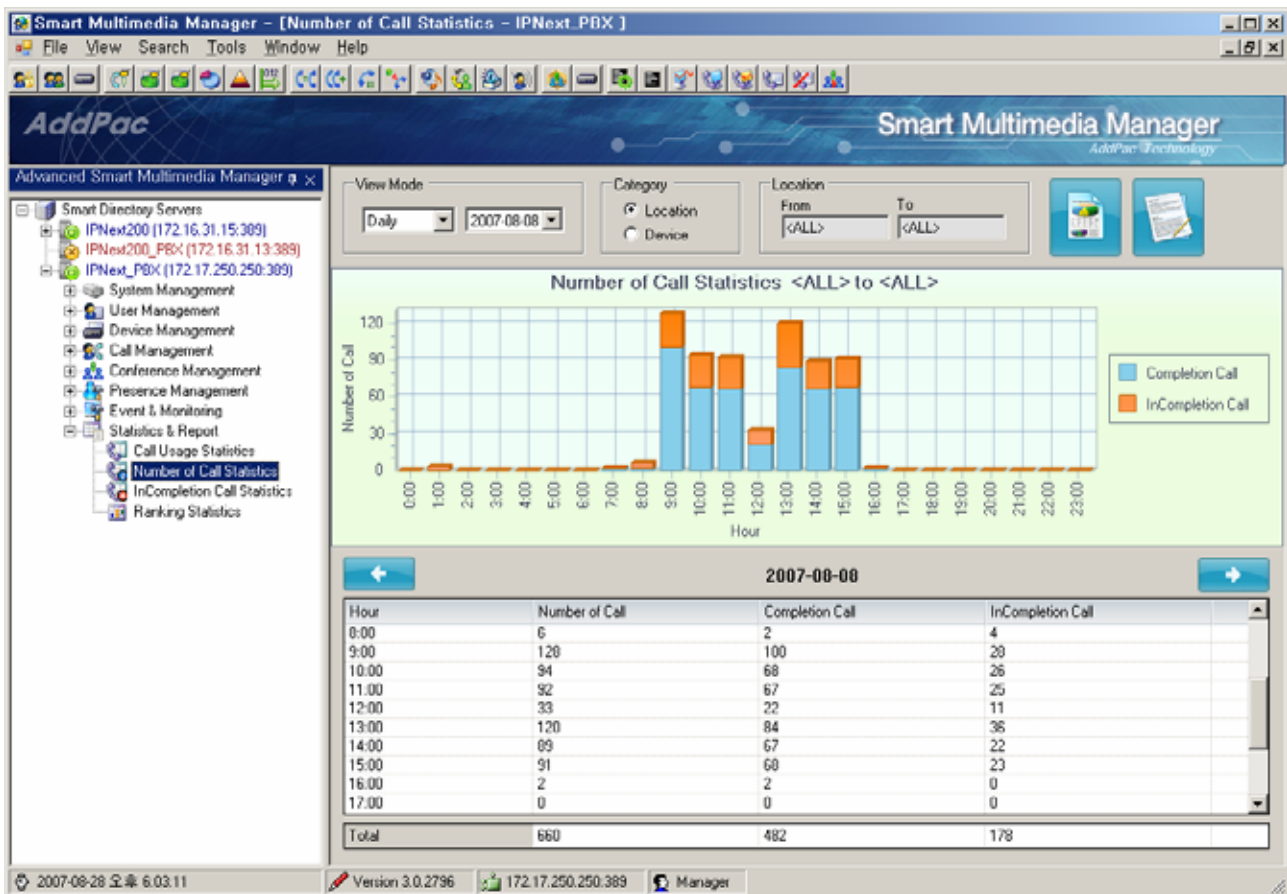 Smart Multimedia Manager - [Number of Call Statistics - IPNext_PBX ]
File View Search Tools Window Help
AddPac
Smart Multimedia Manager
AddPac Technology
Advanced Smart Multimedia Manager
Smart Directory Servers
IPNext200 (172.16.31.15:389)
IPNext200_PBX (172.16.31.13:389)
IPNext_PBX (172.17.250.250:389)
System Management
User Management
Device Management
Call Management
Conference Management
Presence Management
Event & Monitoring
Statistics & Report
Call Usage Statistics
Number of Call Statistics
InCompletion Call Statistics
Ranking Statistics
View Mode
Daily 2007-08-08
Category
Location
Device
Location
From To
<ALL> <ALL>
Number of Call Statistics <ALL> to <ALL>
Number of Call
120
90
60
30
0
0:00 1:00 2:00 3:00 4:00 5:00 6:00 7:00 8:00 9:00 10:00 11:00 12:00 13:00 14:00 15:00 16:00 17:00 18:00 19:00 20:00 21:00 22:00 23:00
Hour
Completion Call
InCompletion Call
2007-08-08
Hour Number of Call Completion Call InCompletion Call
8:00 6 2 4
9:00 128 100 28
10:00 94 68 26
11:00 92 67 25
12:00 33 22 11
13:00 120 84 36
14:00 89 67 22
15:00 91 68 23
16:00 2 2 0
17:00 0 0 0
Total 660 482 178
2007-08-28 오후 6:03:11 Version 3.0.2796 172.17.250.250:389 Manager